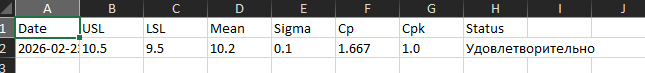 A B C D E F G H I J
1 Date USL LSL Mean Sigma Cp Cpk Status
2 2026-02-2 10.5 9.5 10.2 0.1 1.667 1.0 Удовлетворительно
3